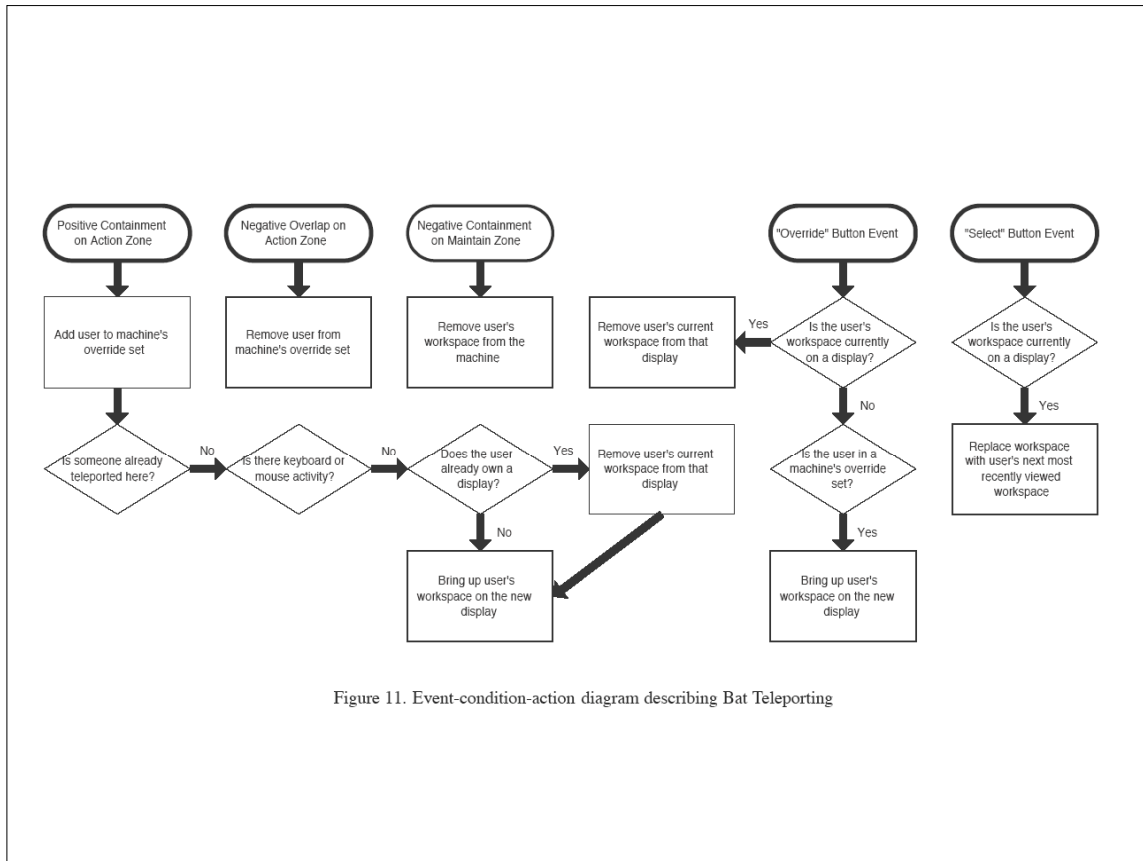 Positive Containment
on Action Zone
Negative Overlap on
Action Zone
Negative Containment
on Maintain Zone
"Override" Button Event
"Select" Button Event
Add user to machine's
override set
Remove user from
machine's override set
Remove user's
workspace from the
machine
Remove user's current
workspace from that
display
Yes
Is the user's
workspace currently
on a display?
Is the user's
workspace currently
on a display?
No
Yes
Is someone already
teleported here?
No
Is there keyboard or
mouse activity?
No
Does the user
already own a
display?
Yes
Remove user's current
workspace from that
display
Is the user in a
machine's override
set?
Replace workspace
with user's next most
recently viewed
workspace
No
Yes
Bring up user's
workspace on the new
display
Bring up user's
workspace on the new
display
Figure 11. Event-condition-action diagram describing Bat Teleporting